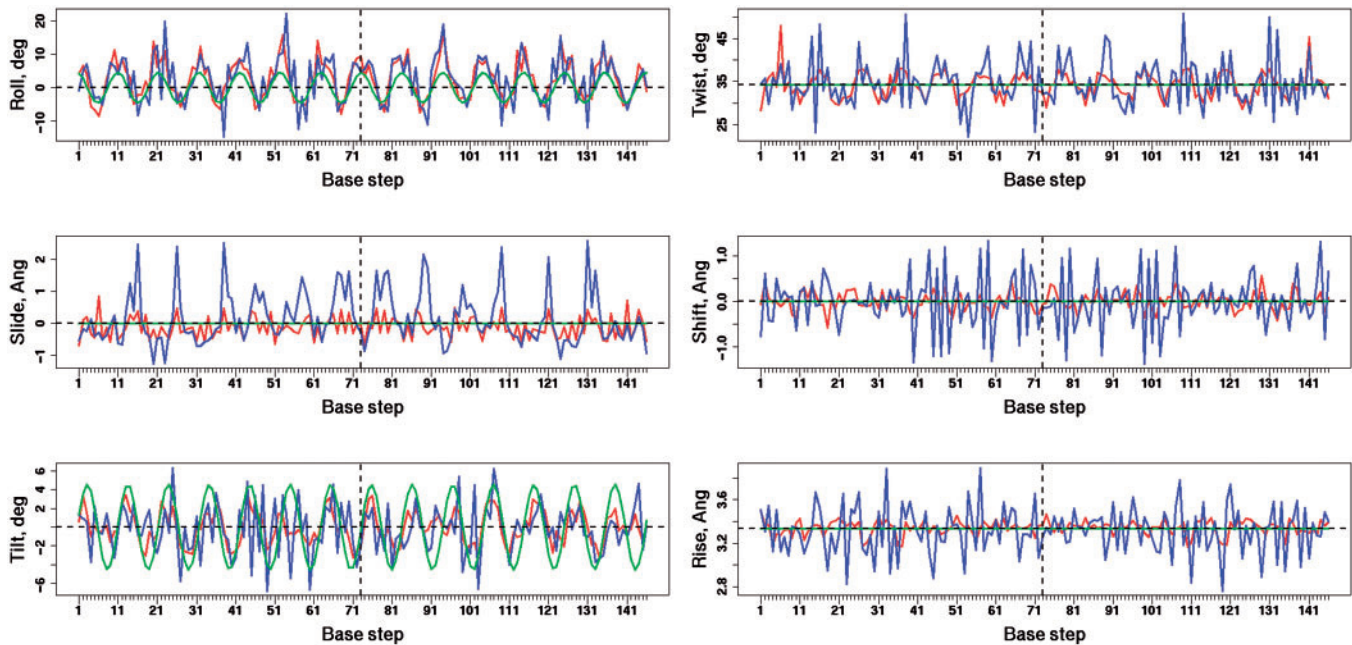 Roll, deg
20
10
0
−10
1 11 21 31 41 51 61 71 81 91 101 111 121 131 141
Base step
Twist, deg
45
35
25
1 11 21 31 41 51 61 71 81 91 101 111 121 131 141
Base step
Slide, Ang
2
1
0
−1
1 11 21 31 41 51 61 71 81 91 101 111 121 131 141
Base step
Shift, Ang
1.0
0.0
−1.0
1 11 21 31 41 51 61 71 81 91 101 111 121 131 141
Base step
Tilt, deg
6
4
2
−2
−6
1 11 21 31 41 51 61 71 81 91 101 111 121 131 141
Base step
Rise, Ang
3.6
3.2
2.8
1 11 21 31 41 51 61 71 81 91 101 111 121 131 141
Base step